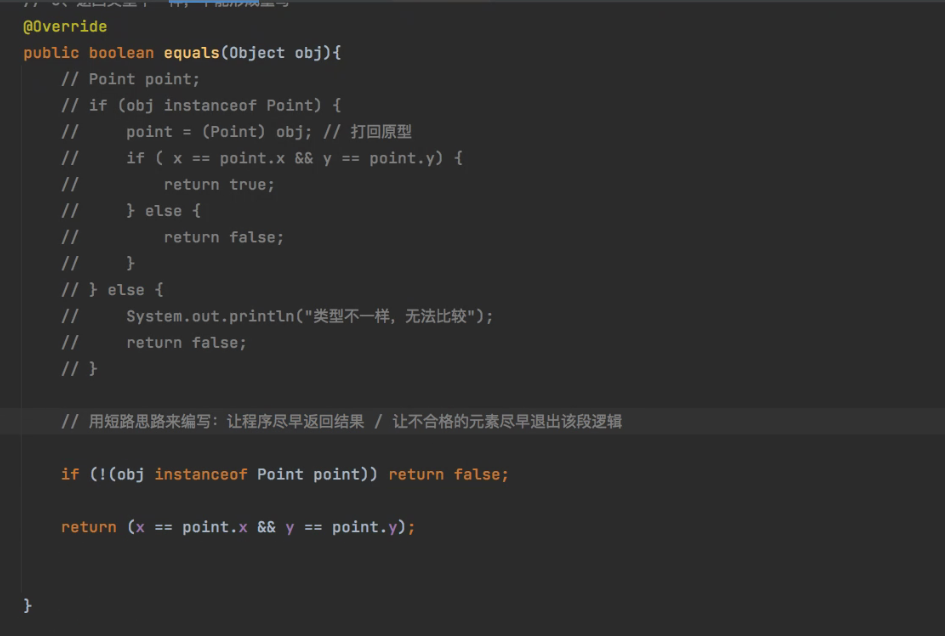 @Override
public boolean equals(Object obj){
// Point point;
// if (obj instanceof Point) {
//     point = (Point) obj; // 打回原型
//     if ( x == point.x && y == point.y) {
//         return true;
//     } else {
//         return false;
//     }
// } else {
//     System.out.println("类型不一样，无法比较");
//     return false;
// }
// 用短路思路来编写：让程序尽早返回结果 / 让不合格的元素尽早退出该段逻辑
if (!(obj instanceof Point point)) return false;
return (x == point.x && y == point.y);
}